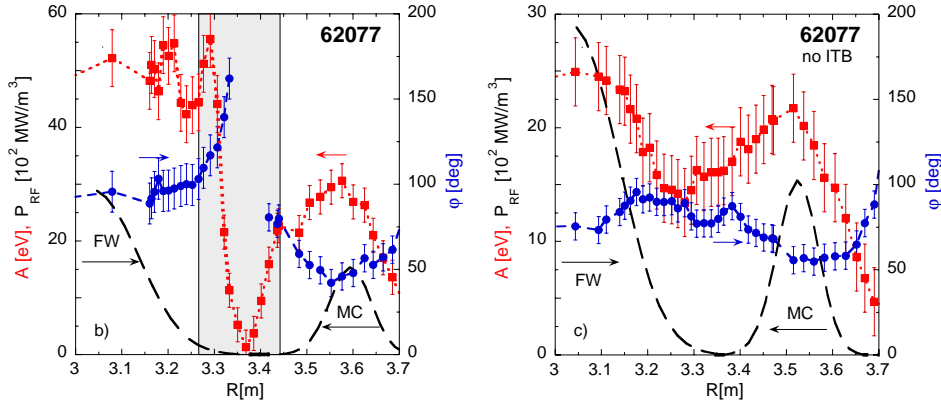 62077
60
40
20
0
A [eV], P_RF [10^2 MW/m^3]
200
150
100
50
0
φ [deg]
FW
MC
b)
3 3.1 3.2 3.3 3.4 3.5 3.6 3.7
R[m]
62077
no ITB
30
20
10
0
A [eV], P_RF [10^2 MW/m^3]
200
150
100
50
0
φ [deg]
FW
MC
c)
3 3.1 3.2 3.3 3.4 3.5 3.6 3.7
R[m]